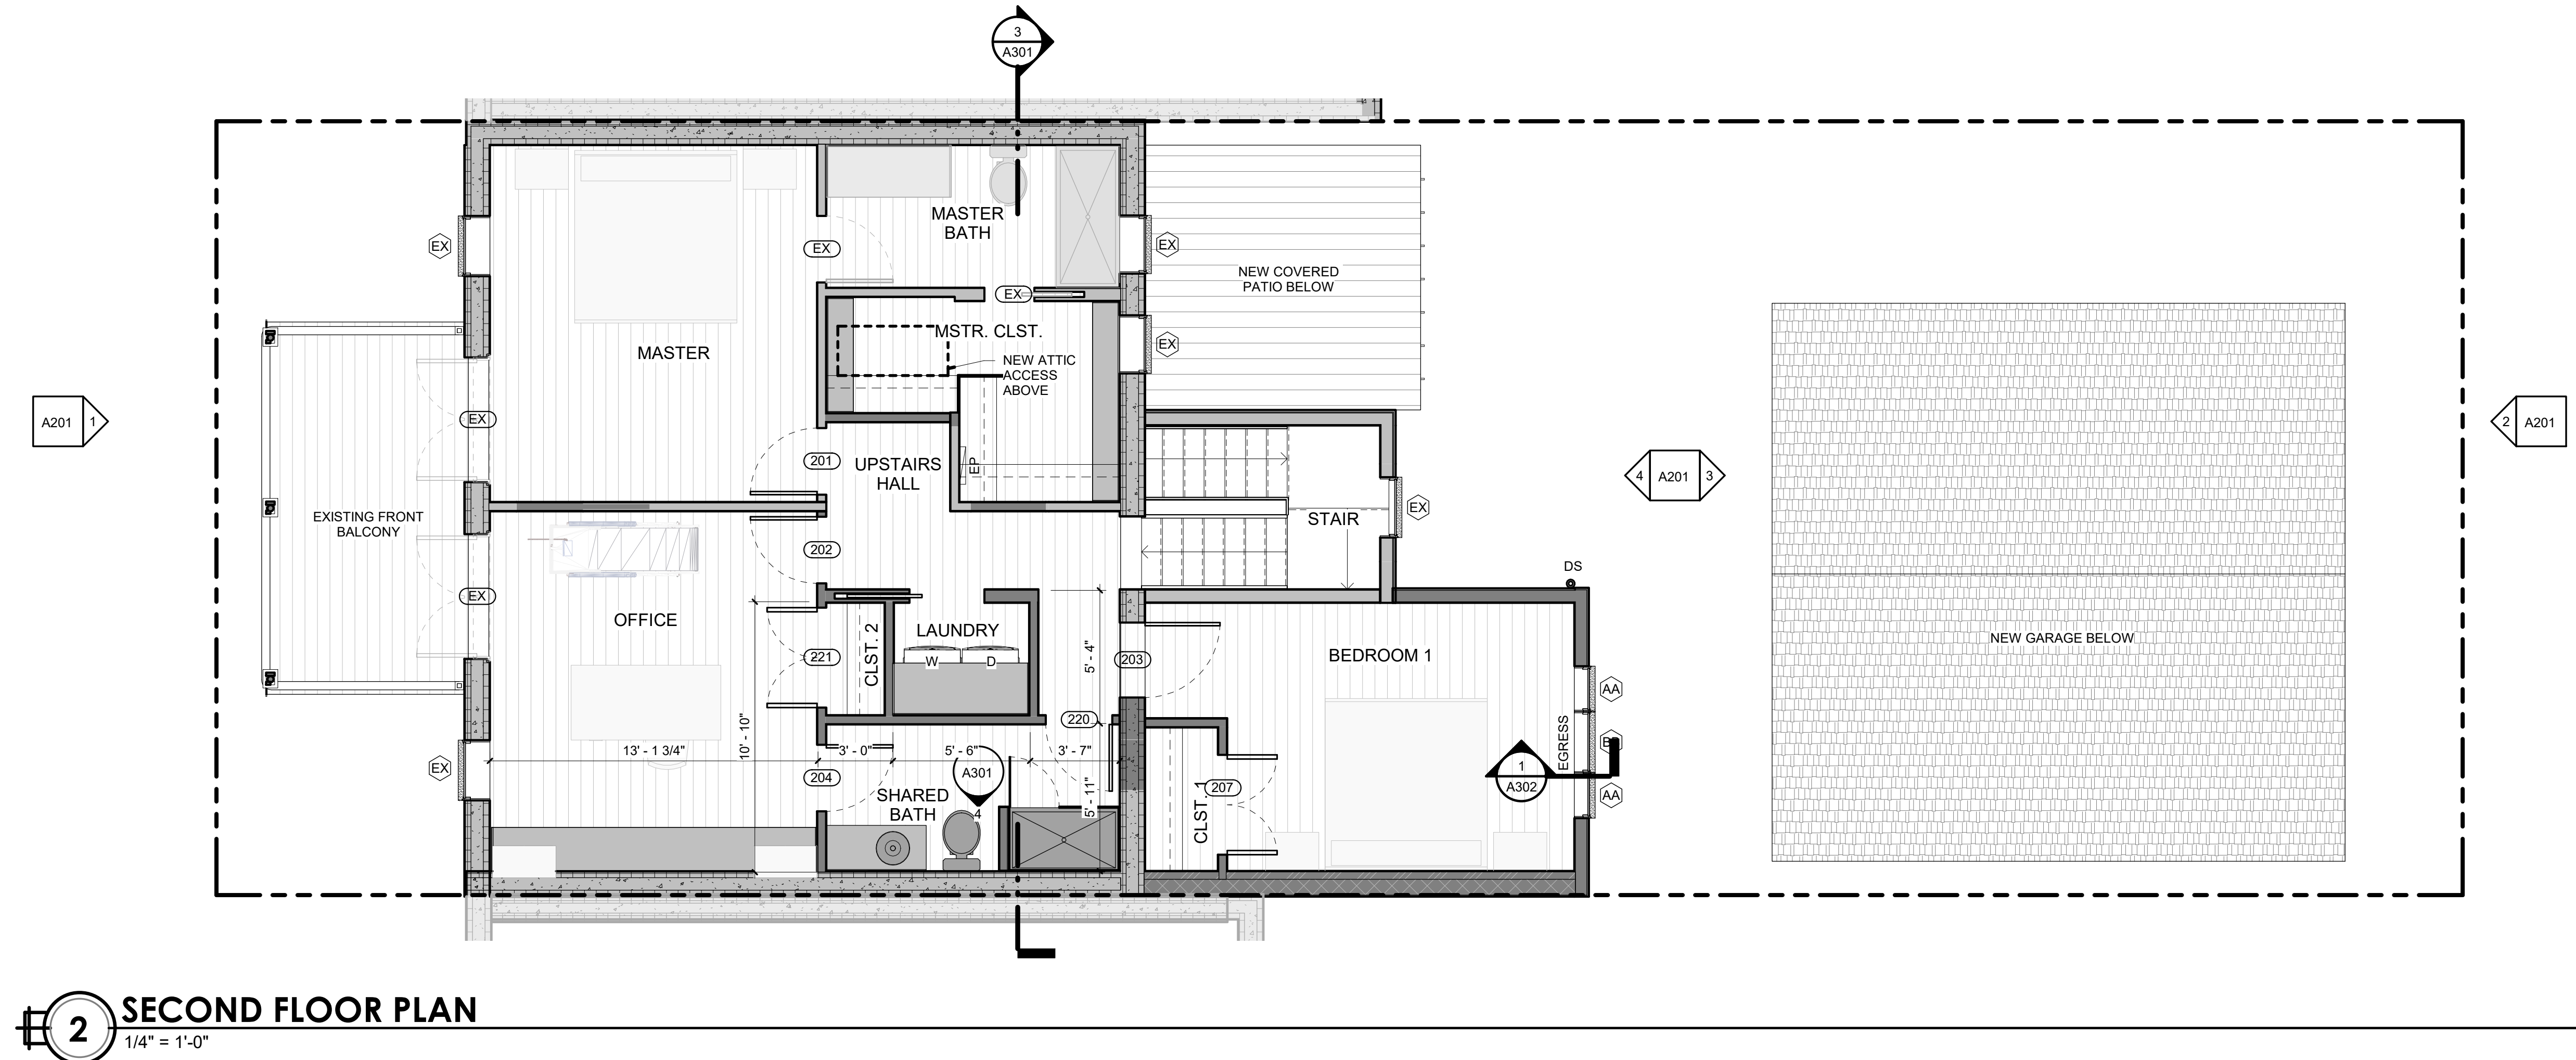 3
A301
MASTER
BATH
EX
EX
EX
EX
NEW COVERED
PATIO BELOW
EX
MSTR. CLST.
EX
MASTER
NEW ATTIC
ACCESS
ABOVE
A201
1
EX
2
A201
201
UPSTAIRS
HALL
EP
4
A201
3
EX
EXISTING FRONT
BALCONY
STAIR
202
DS
EX
OFFICE
CLST. 2
LAUNDRY
W
D
221
5' - 4"
203
BEDROOM 1
NEW GARAGE BELOW
AA
220
EGRESS
13' - 1 3/4"
10' - 10"
3' - 0"
5' - 6"
3' - 7"
EX
204
A301
4
SHARED
BATH
5' - 11"
CLST. 1
207
1
A302
AA
2
SECOND FLOOR PLAN
1/4" = 1'-0"